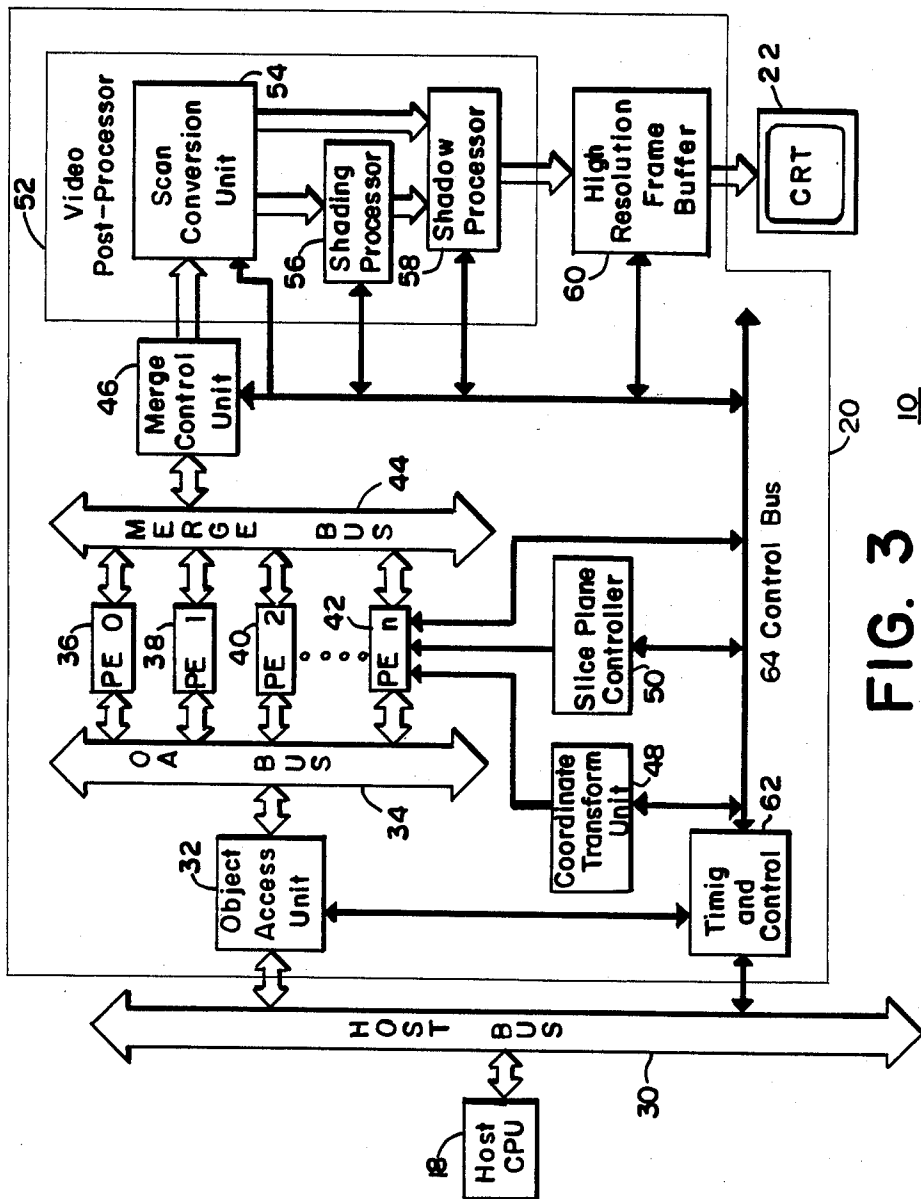 18
Host
CPU
HOST BUS
30
32
Object
Access
Unit
OA BUS
34
36
PE 0
38
PE 1
40
PE 2
42
PE n
MERGE BUS
44
46
Merge
Control
Unit
52
Video
Post-Processor
Scan
Conversion
Unit
54
56
Shading
Processor
58
Shadow
Processor
60
High
Resolution
Frame
Buffer
CRT
22
Coordinate
Transform
Unit
48
Slice Plane
Controller
50
Timig
and
Control
62
64 Control Bus
20
10
FIG. 3